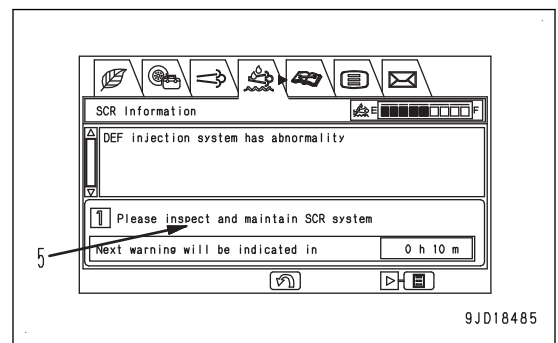 SCR Information
E F
DEF injection system has abnormality
1 Please inspect and maintain SCR system
Next warning will be indicated in 0 h 10 m
5
9JD18485